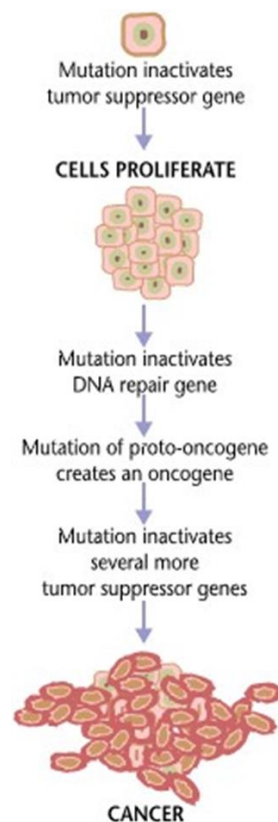 Mutation inactivates
tumor suppressor gene
CELLS PROLIFERATE
Mutation inactivates
DNA repair gene
Mutation of proto-oncogene
creates an oncogene
Mutation inactivates
several more
tumor suppressor genes
CANCER